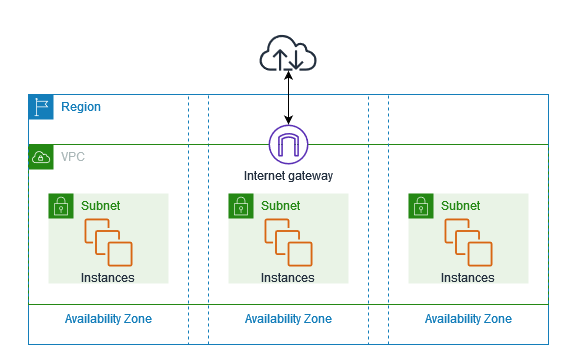 Region
VPC
Internet gateway
Subnet
Subnet
Subnet
Instances
Instances
Instances
Availability Zone
Availability Zone
Availability Zone